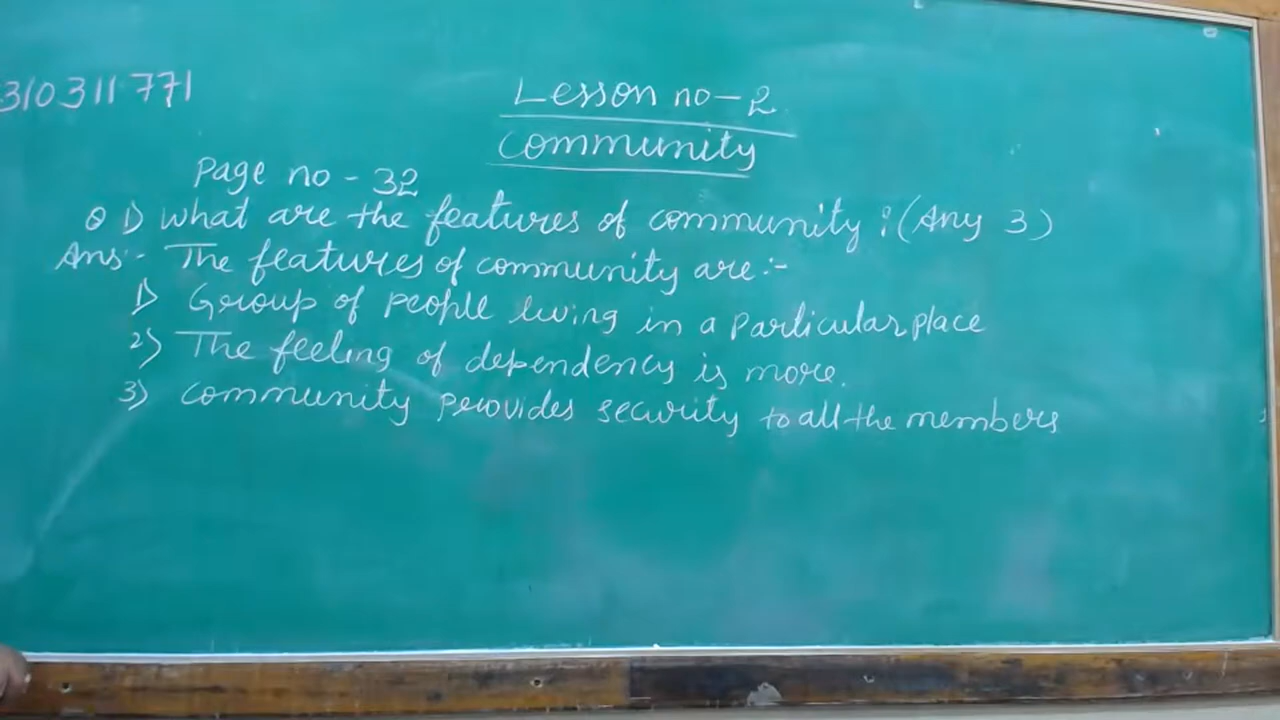 310311771
Lesson no-2
Community
Page no - 32
Q 1) What are the features of community : (Any 3)
Ans:- The features of community are :-
1) Group of people living in a particular place
2) The feeling of dependency is more.
3) Community provides security to all the members